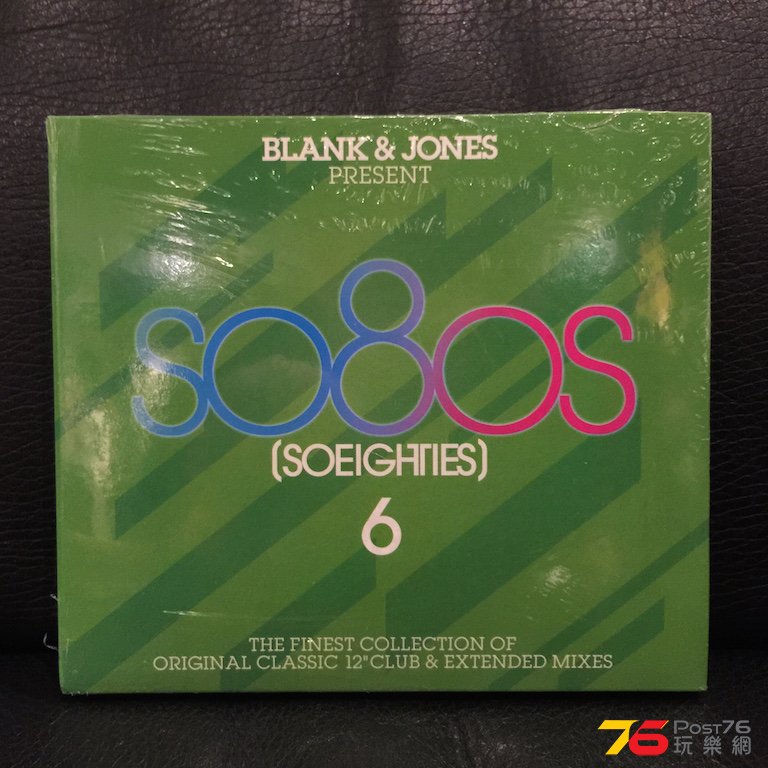 BLANK & JONES
PRESENT
so8os
(SOEIGHTIES)
6
THE FINEST COLLECTION OF
ORIGINAL CLASSIC 12" CLUB & EXTENDED MIXES
76 POST76
玩樂網